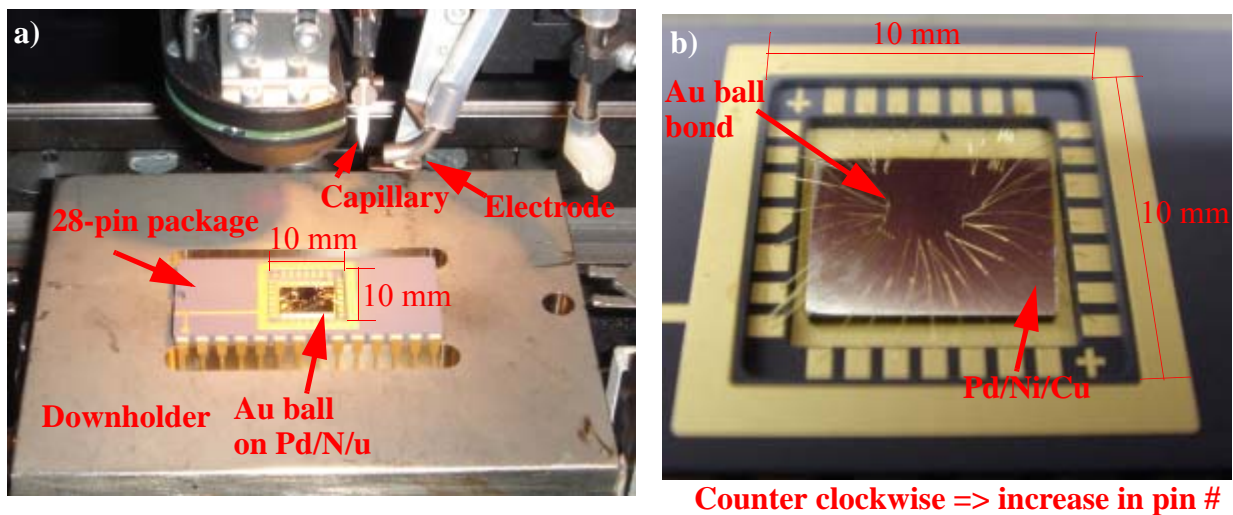 a)
Capillary
Electrode
28-pin package
10 mm
10 mm
Downholder
Au ball
on Pd/N/u
b)
10 mm
Au ball
bond
10 mm
Pd/Ni/Cu
Counter clockwise => increase in pin #